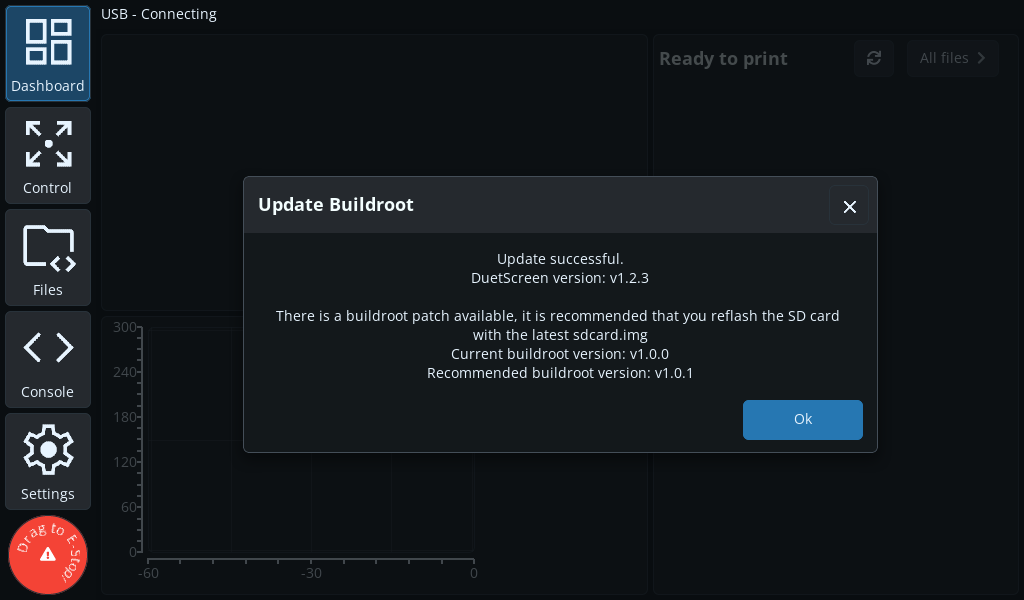 USB - Connecting
Dashboard
Control
Files
Console
Settings
Drag to E-Stop!
Ready to print
All files
Update Buildroot
Update successful.
DuetScreen version: v1.2.3
There is a buildroot patch available, it is recommended that you reflash the SD card
with the latest sdcard.img
Current buildroot version: v1.0.0
Recommended buildroot version: v1.0.1
Ok
300
240
180
120
60
0
-60
-30
0